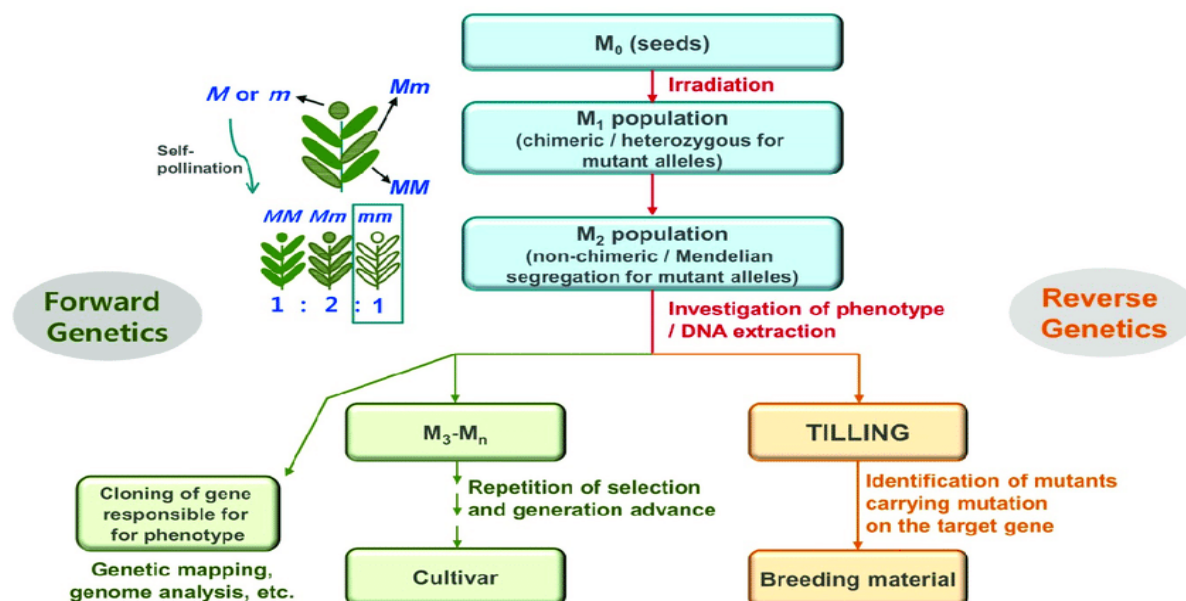 M₀ (seeds)
Irradiation
M₁ population
(chimeric / heterozygous for
mutant alleles)
M₂ population
(non-chimeric / Mendelian
segregation for mutant alleles)
M or m
Mm
Self-
pollination
MM
MM Mm mm
1 : 2 : 1
Forward
Genetics
Reverse
Genetics
Investigation of phenotype
/ DNA extraction
M₃-Mₙ
TILLING
Cloning of gene
responsible for
for phenotype
Genetic mapping,
genome analysis, etc.
Repetition of selection
and generation advance
Cultivar
Identification of mutants
carrying mutation
on the target gene
Breeding material